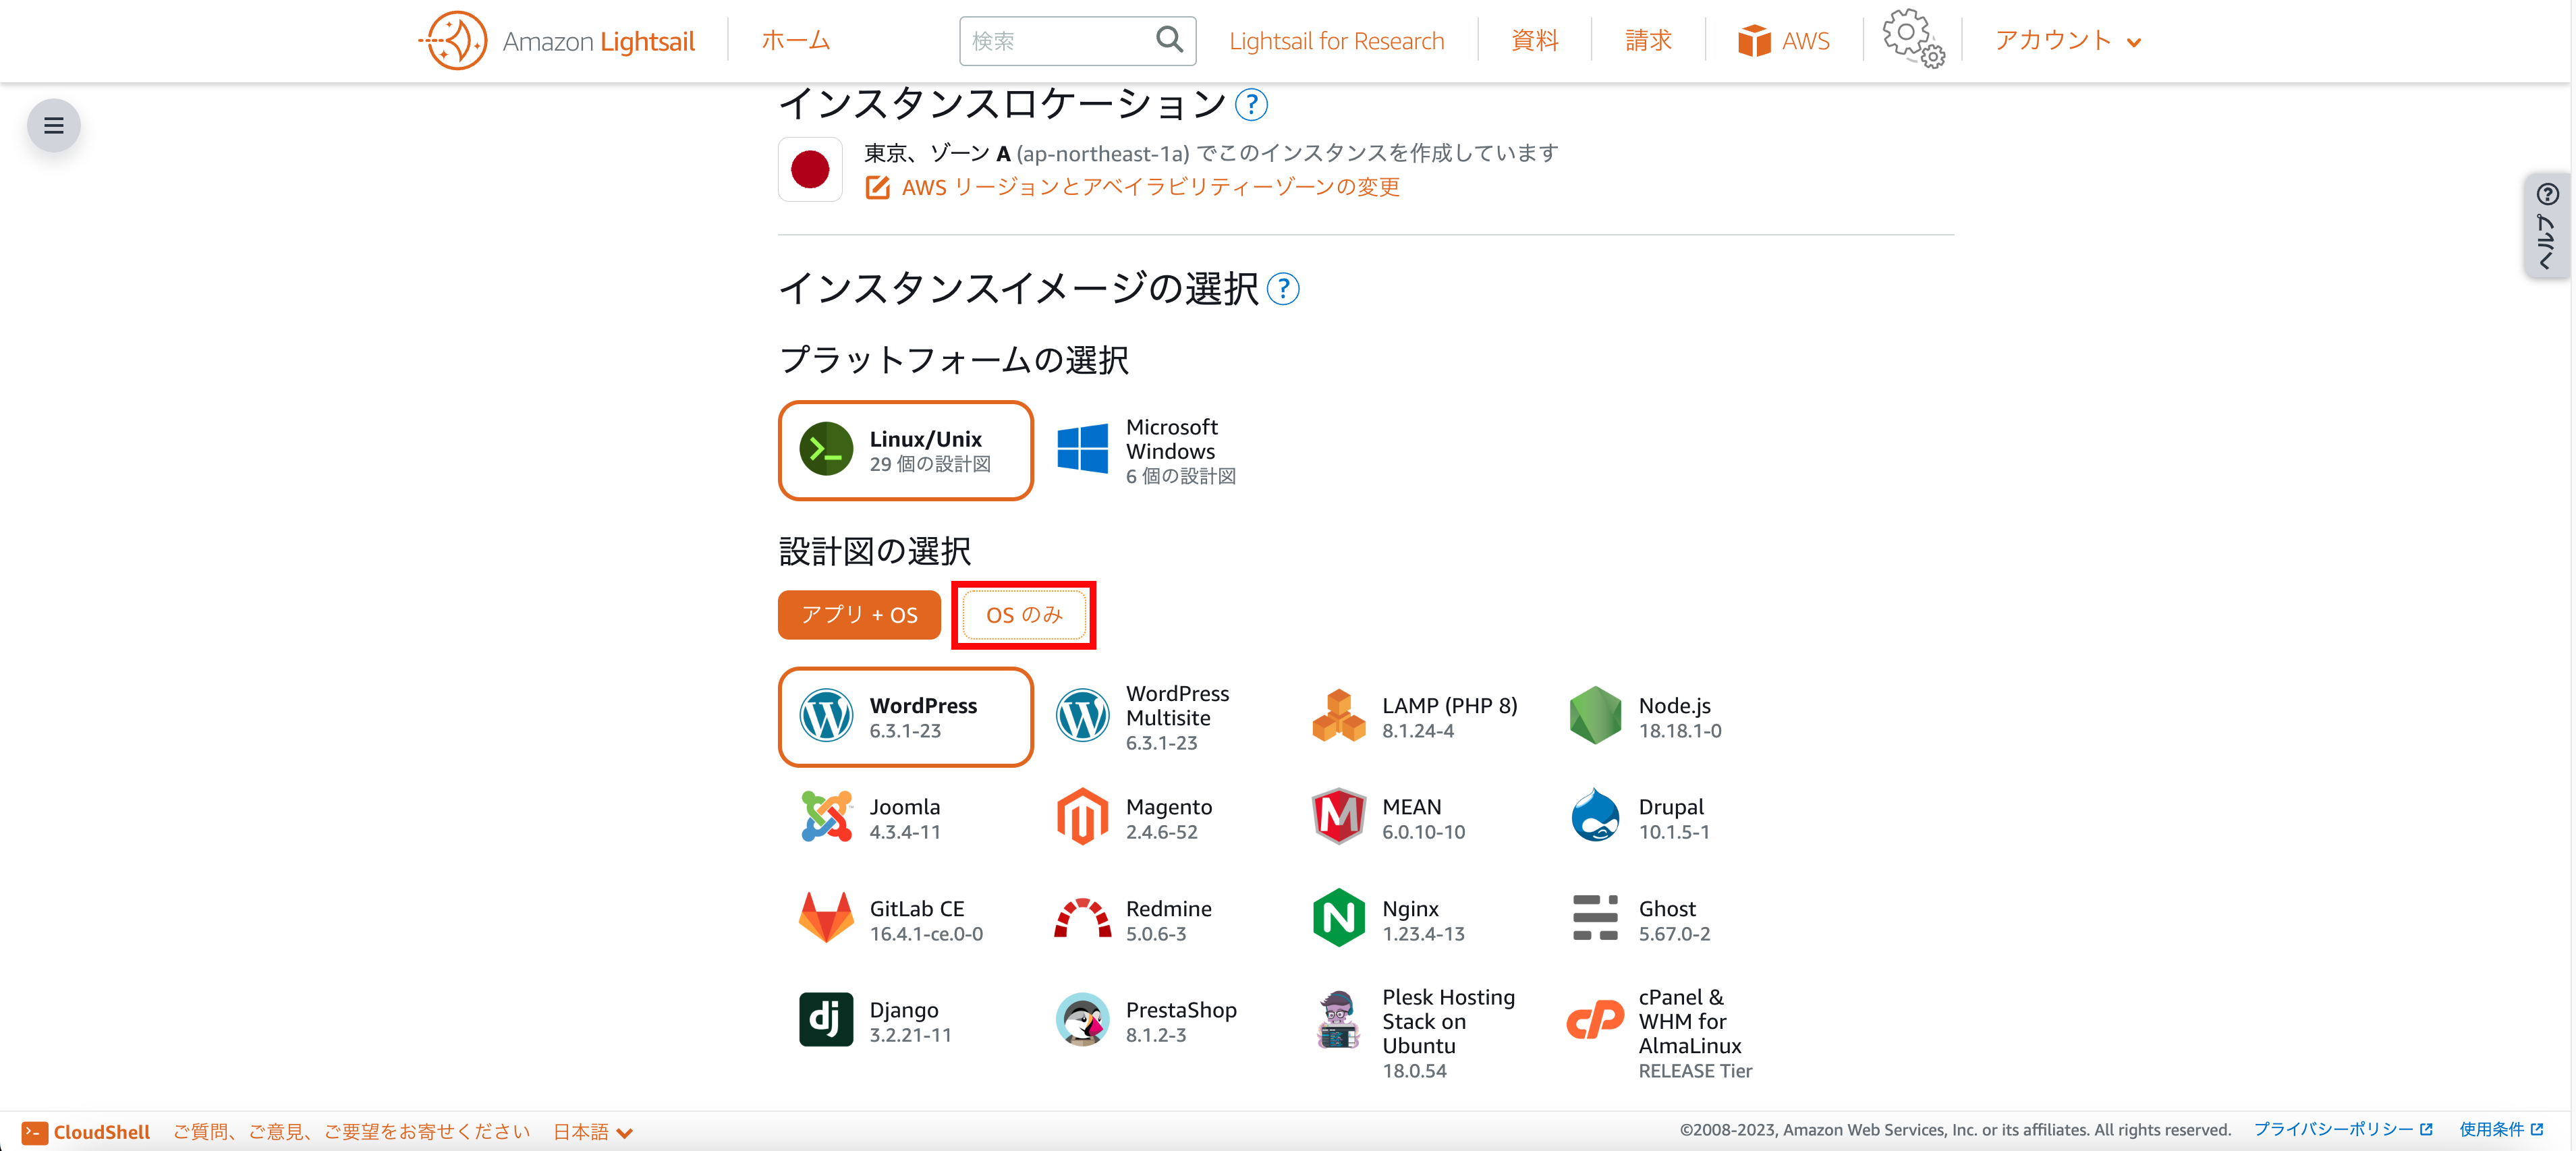 Amazon Lightsail
ホーム
検索
Lightsail for Research
資料
請求
AWS
アカウント
インスタンスロケーション ?
東京、ゾーン A (ap-northeast-1a) でこのインスタンスを作成しています
AWS リージョンとアベイラビリティーゾーンの変更
? ヘルプ
インスタンスイメージの選択 ?
プラットフォームの選択
Linux/Unix
29 個の設計図
Microsoft
Windows
6 個の設計図
設計図の選択
アプリ + OS
OS のみ
WordPress
6.3.1-23
WordPress
Multisite
6.3.1-23
LAMP (PHP 8)
8.1.24-4
Node.js
18.18.1-0
Joomla
4.3.4-11
Magento
2.4.6-52
MEAN
6.0.10-10
Drupal
10.1.5-1
GitLab CE
16.4.1-ce.0-0
Redmine
5.0.6-3
Nginx
1.23.4-13
Ghost
5.67.0-2
dj
Django
3.2.21-11
PrestaShop
8.1.2-3
Plesk Hosting
Stack on
Ubuntu
18.0.54
cP
cPanel &
WHM for
AlmaLinux
RELEASE Tier
CloudShell
ご質問、ご意見、ご要望をお寄せください
日本語
©2008-2023, Amazon Web Services, Inc. or its affiliates. All rights reserved.
プライバシーポリシー
使用条件